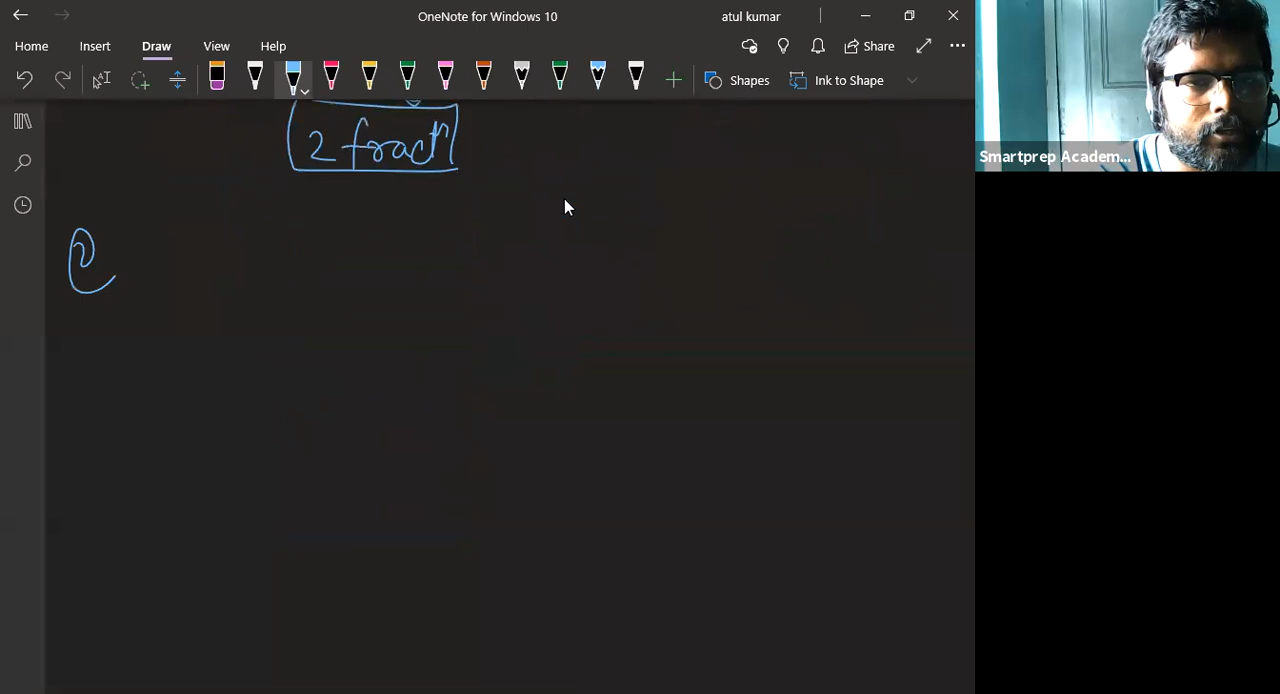 OneNote for Windows 10
atul kumar
Home Insert Draw View Help
Share
Shapes
Ink to Shape
Smartprep Academ...
2 fractn